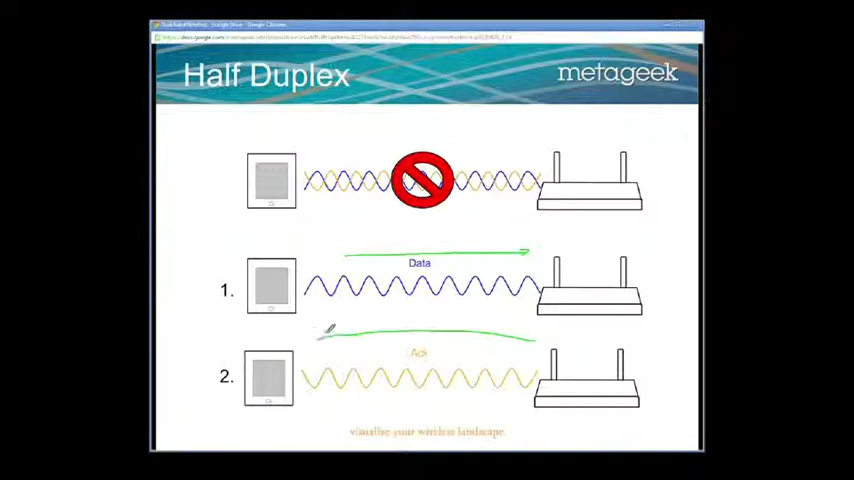 Half Duplex
metageek
Data
1.
Ack
2.
visualize your wireless landscape